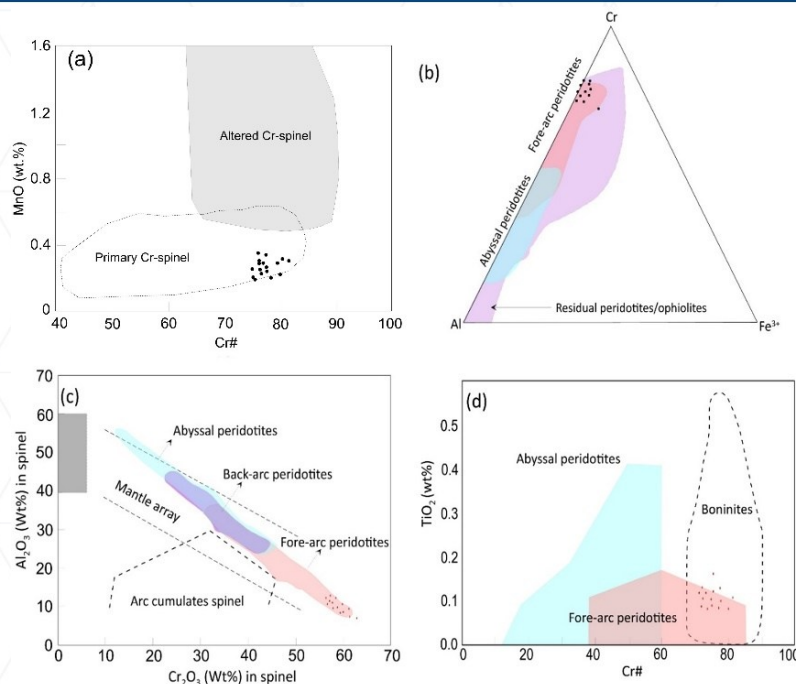 (a)
1.6
1.2
0.8
0.4
0
MnO (wt.%)
Altered Cr-spinel
Primary Cr-spinel
40 50 60 70 80 90 100
Cr#
(b)
Cr
Fore-arc peridotites
Abyssal peridotites
Residual peridotites/ophiolites
Al
Fe³⁺
(c)
70
60
50
40
30
20
10
0
Al₂O₃ (Wt%) in spinel
Abyssal peridotites
Back-arc peridotites
Mantle array
Fore-arc peridotites
Arc cumulates spinel
0 10 20 30 40 50 60 70
Cr₂O₃ (Wt%) in spinel
(d)
0.5
0.4
0.3
0.2
0.1
0.0
TiO₂ (wt%)
Abyssal peridotites
Boninites
Fore-arc peridotites
0 20 40 60 80 100
Cr#